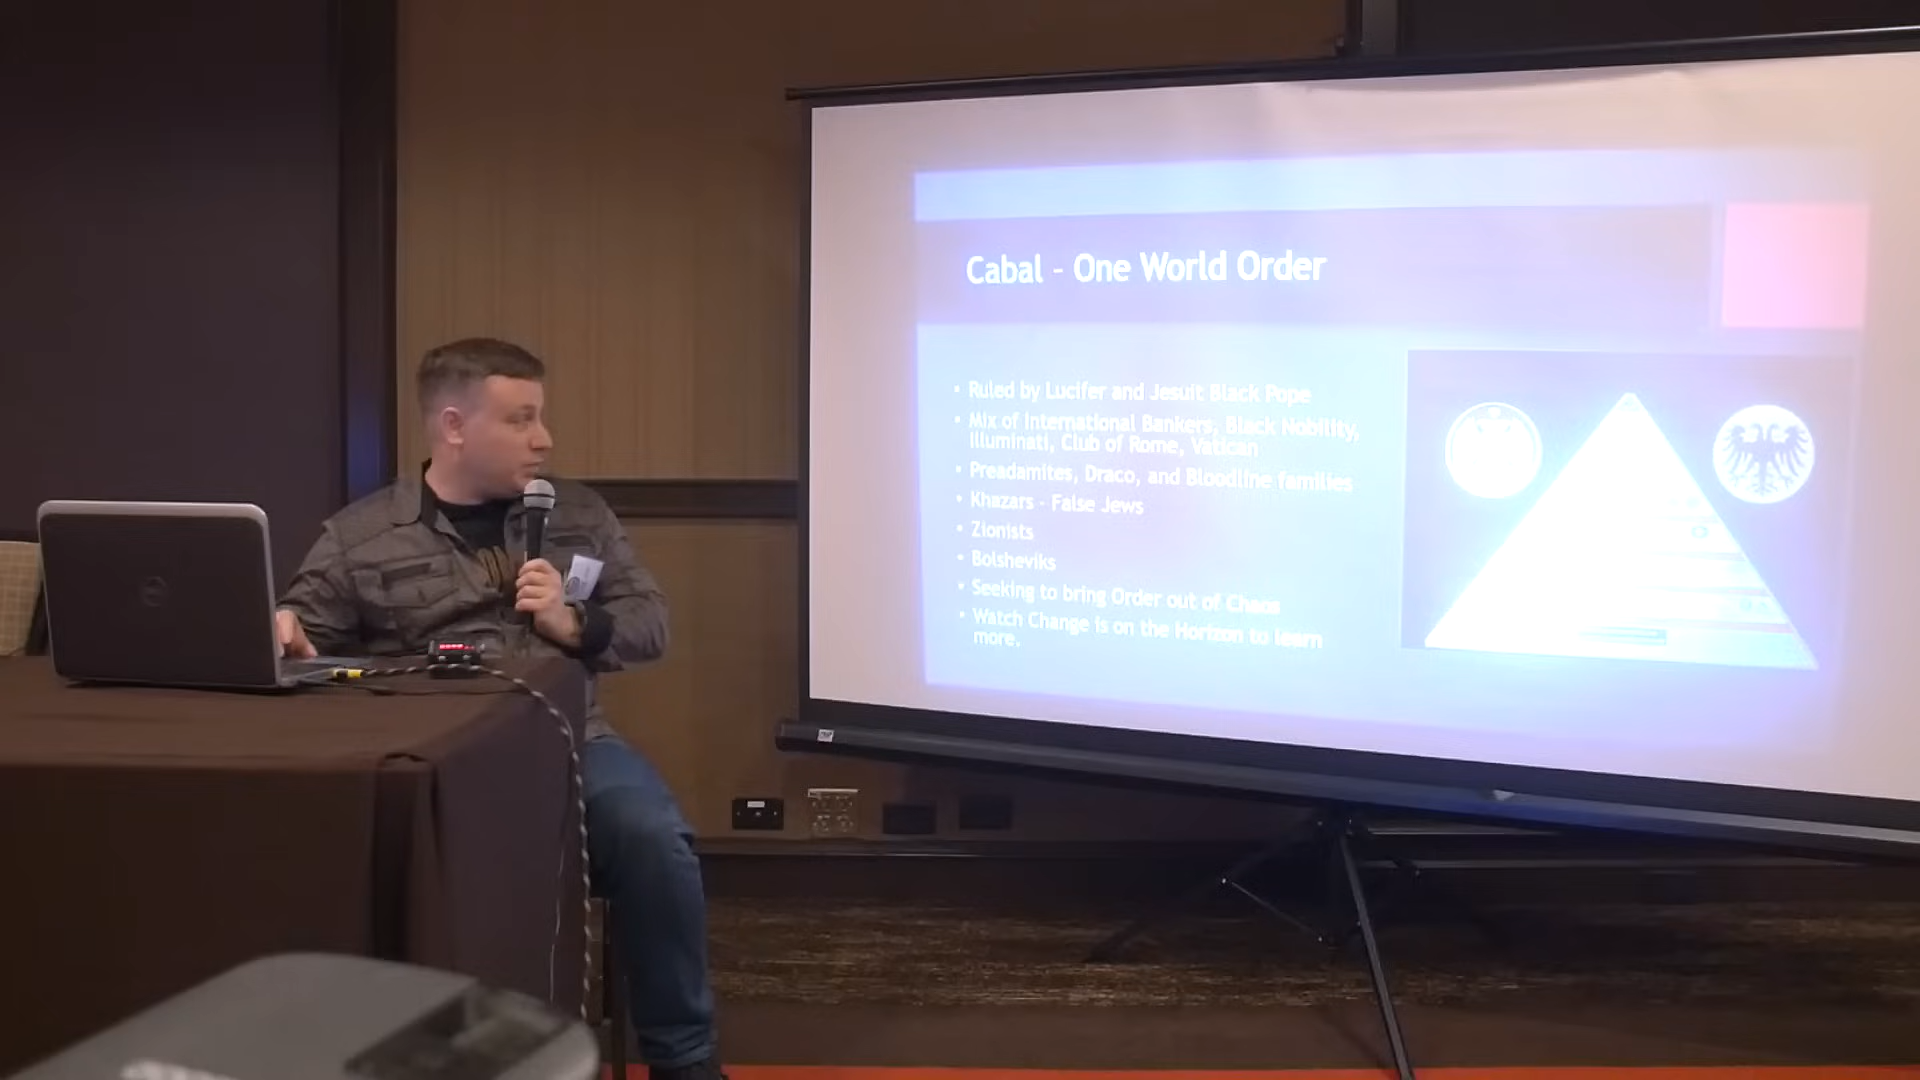 Cabal - One World Order
• Ruled by Lucifer and Jesuit Black Pope
• Mix of International Bankers, Black Nobility,
Illuminati, Club of Rome, Vatican
• Preadamites, Draco, and Bloodline families
• Khazars - False Jews
• Zionists
• Bolsheviks
• Seeking to bring Order out of Chaos
• Watch Change is on the Horizon to learn
more.